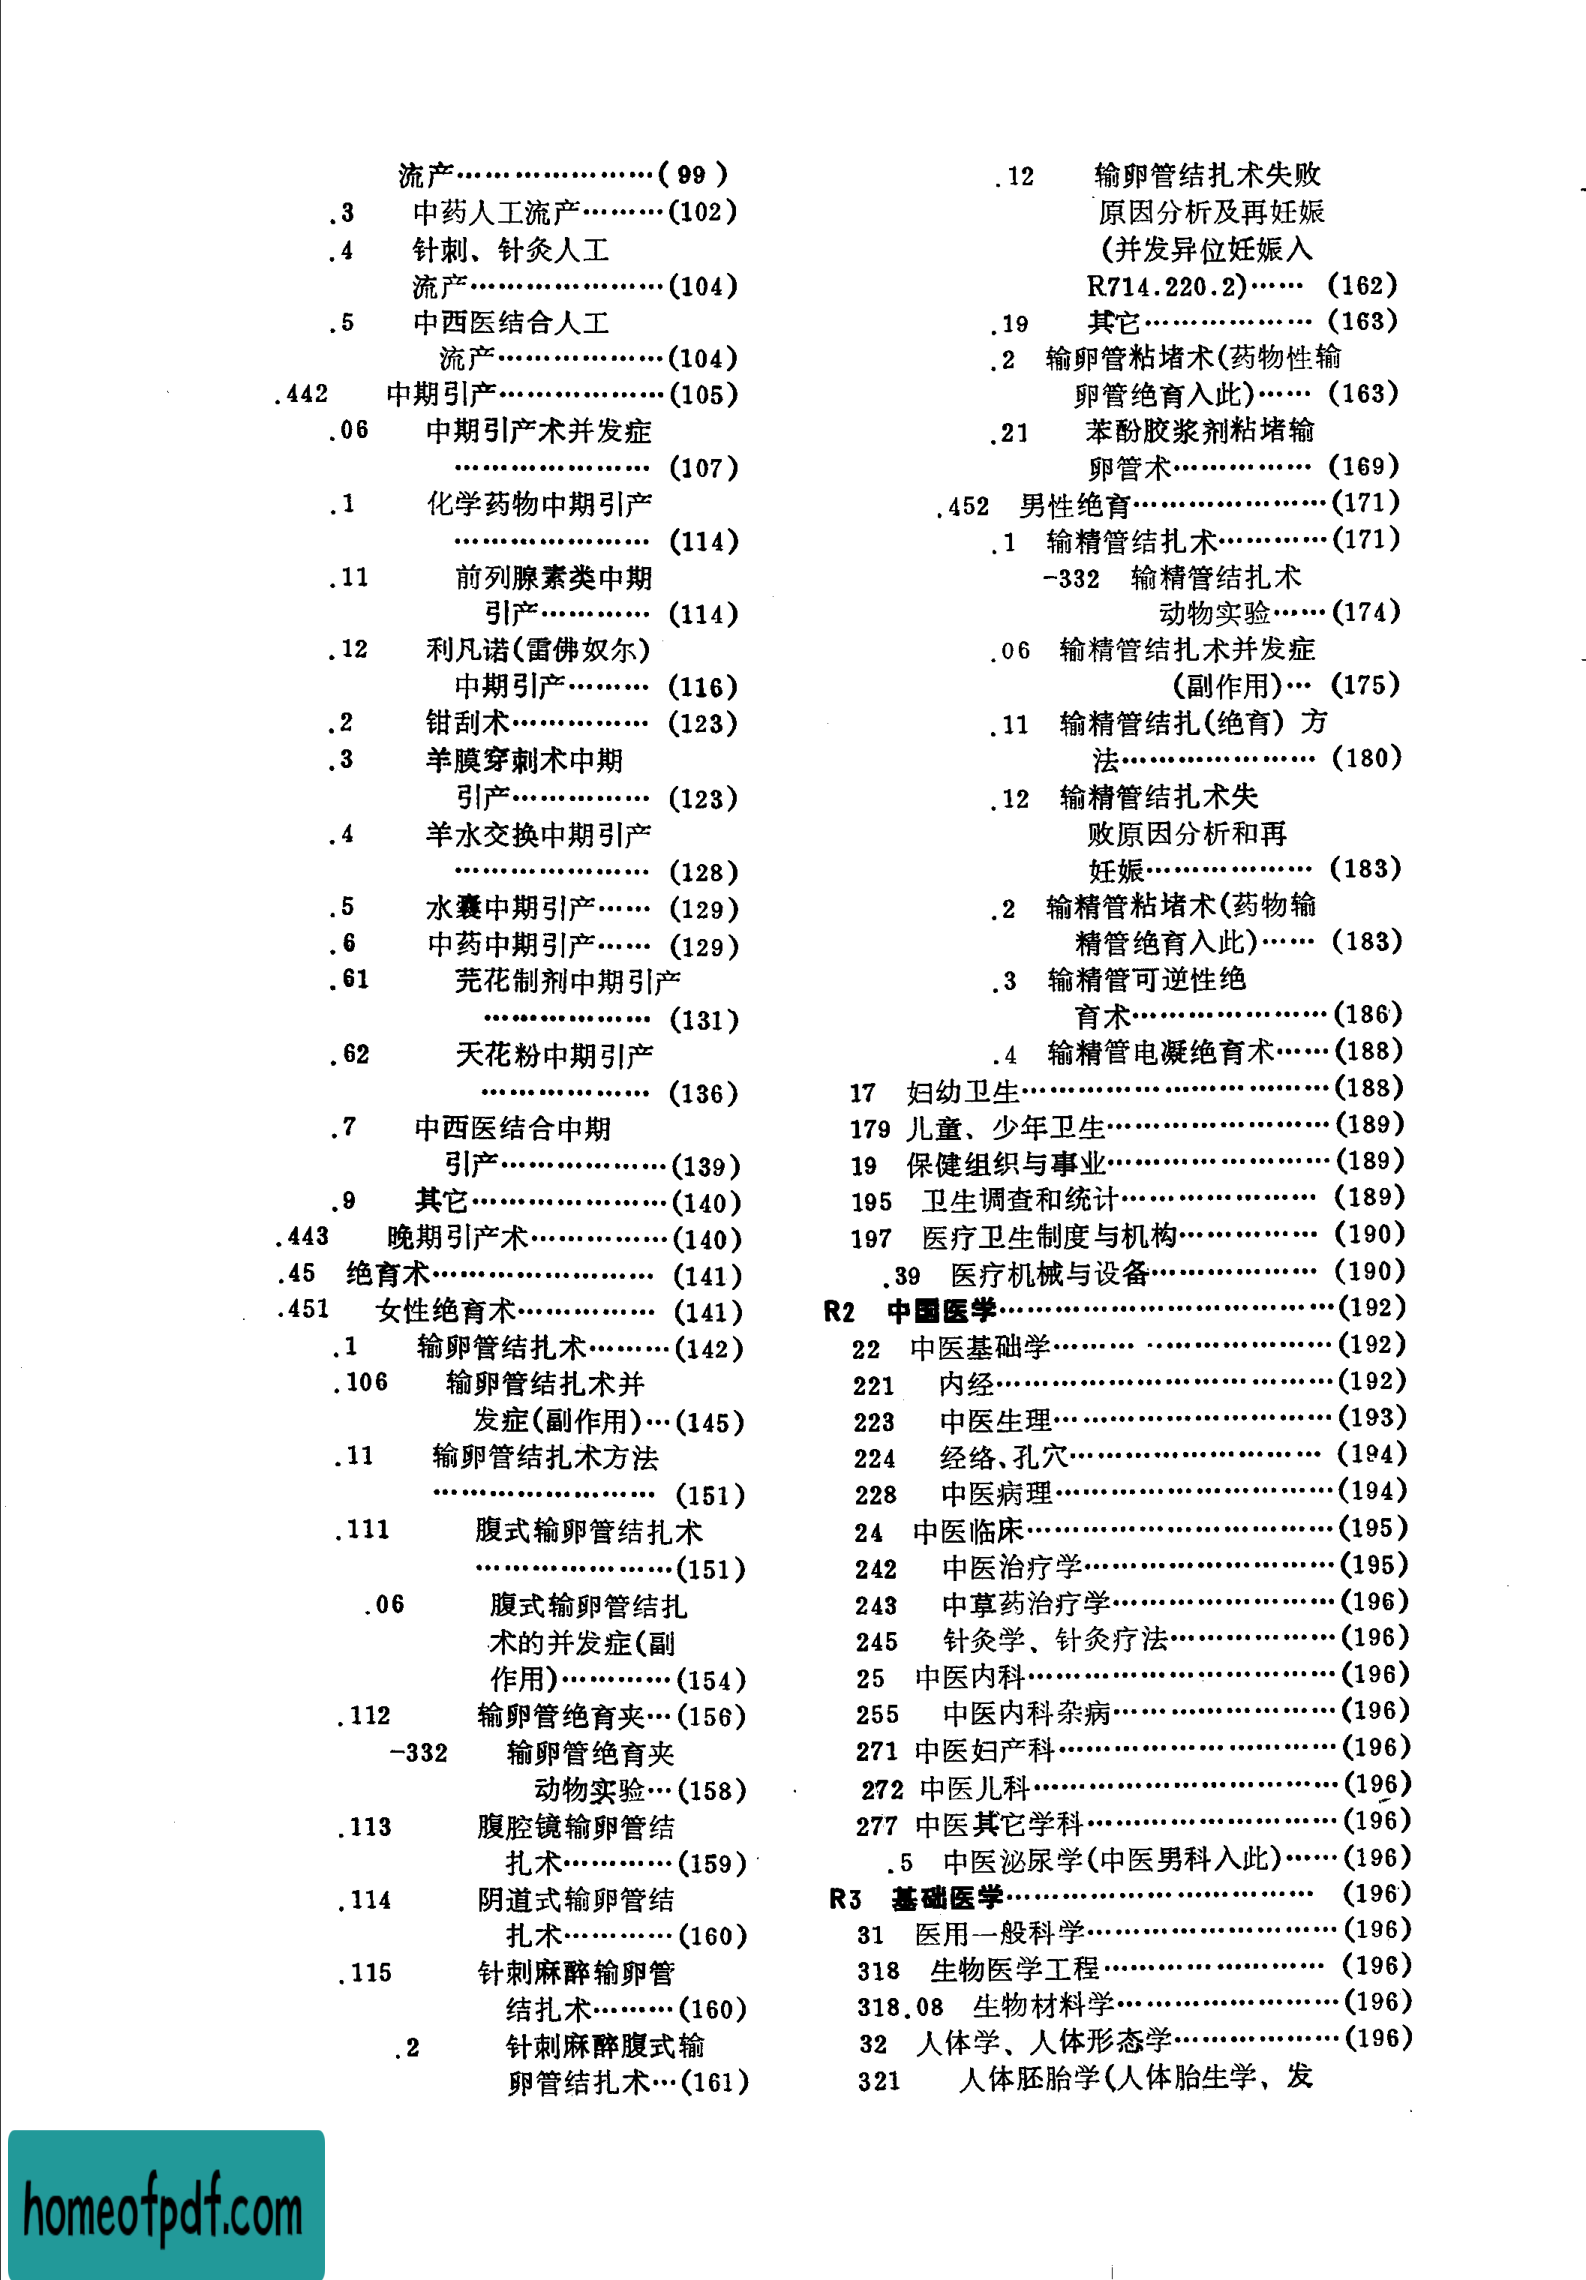 流产…………………( 99 )
.3 中药人工流产………(102)
.4 针刺、针灸人工
流产…………………(104)
.5 中西医结合人工
流产………………(104)
.442 中期引产………………(105)
.06 中期引产术并发症
………………… (107)
.1 化学药物中期引产
………………… (114)
.11 前列腺素类中期
引产………… (114)
.12 利凡诺(雷佛奴尔)
中期引产……… (116)
.2 钳刮术…………… (123)
.3 羊膜穿刺术中期
引产…………… (123)
.4 羊水交换中期引产
………………… (128)
.5 水囊中期引产…… (129)
.6 中药中期引产…… (129)
.61 芫花制剂中期引产
……………… (131)
.62 天花粉中期引产
……………… (136)
.7 中西医结合中期
引产………………(139)
.9 其它…………………(140)
.443 晚期引产术……………(140)
.45 绝育术…………………… (141)
.451 女性绝育术…………… (141)
.1 输卵管结扎术………(142)
.106 输卵管结扎术并
发症(副作用)…(145)
.11 输卵管结扎术方法
…………………… (151)
.111 腹式输卵管结扎术
…………………(151)
.06 腹式输卵管结扎
术的并发症(副
作用)…………(154)
.112 输卵管绝育夹…(156)
-332 输卵管绝育夹
动物实验…(158)
.113 腹腔镜输卵管结
扎术…………(159)
.114 阴道式输卵管结
扎术…………(160)
.115 针刺麻醉输卵管
结扎术………(160)
.2 针刺麻醉腹式输
卵管结扎术…(161)
.12 输卵管结扎术失败
原因分析及再妊娠
(并发异位妊娠入
R714.220.2)…… (162)
.19 其它……………… (163)
.2 输卵管粘堵术(药物性输
卵管绝育入此)…… (163)
.21 苯酚胶浆剂粘堵输
卵管术…………… (169)
.452 男性绝育…………………(171)
.1 输精管结扎术…………(171)
-332 输精管结扎术
动物实验……(174)
.06 输精管结扎术并发症
(副作用)… (175)
.11 输精管结扎(绝育) 方
法………………… (180)
.12 输精管结扎术失
败原因分析和再
妊娠……………… (183)
.2 输精管粘堵术(药物输
精管绝育入此)…… (183)
.3 输精管可逆性绝
育术…………………(186)
.4 输精管电凝绝育术……(188)
17 妇幼卫生……………………………(188)
179 儿童、少年卫生……………………(189)
19 保健组织与事业……………………(189)
195 卫生调查和统计………………… (189)
197 医疗卫生制度与机构…………… (190)
.39 医疗机械与设备……………… (190)
R2 中国医学………………………………(192)
22 中医基础学…………………………(192)
221 内经………………………………(192)
223 中医生理…………………………(193)
224 经络、孔穴……………………… (194)
228 中医病理…………………………(194)
24 中医临床……………………………(195)
242 中医治疗学………………………(195)
243 中草药治疗学……………………(196)
245 针灸学、针灸疗法………………(196)
25 中医内科……………………………(196)
255 中医内科杂病……………………(196)
271 中医妇产科…………………………(196)
272 中医儿科……………………………(196)
277 中医其它学科………………………(196)
.5 中医泌尿学(中医男科入此)……(196)
R3 基础医学…………………………… (196)
31 医用一般科学………………………(196)
318 生物医学工程…………………… (196)
318.08 生物材料学……………………(196)
32 人体学、人体形态学………………(196)
321 人体胚胎学(人体胎生学、发
homeofpdf.com